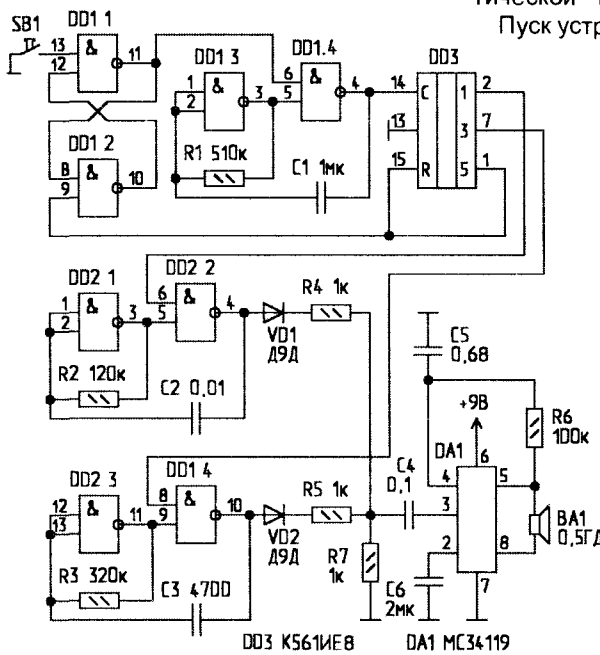 тической
Пуск устр
SB1
DD1 1
13
12
&
11
DD1 3
1
2
&
3
DD1.4
6
5
&
4
DD3
14
C
13
15
R
1
3
5
2
7
1
DD1 2
8
9
&
10
R1 510к
C1 1мк
DD2 1
1
2
&
3
DD2 2
6
5
&
4
VD1
Д9Д
R4 1к
R2 120к
C2 0,01
C5
0,68
+9В
R6
100к
DA1
DD2 3
12
13
&
11
DD1 4
8
9
&
10
VD2
Д9Д
R5 1к
C4
0,1
4
3
2
6
5
8
7
BA1
0,5ГД
R7
1к
R3 320к
C3 4700
C6
2мк
DD3 К561ИЕ8
DA1 MC34119